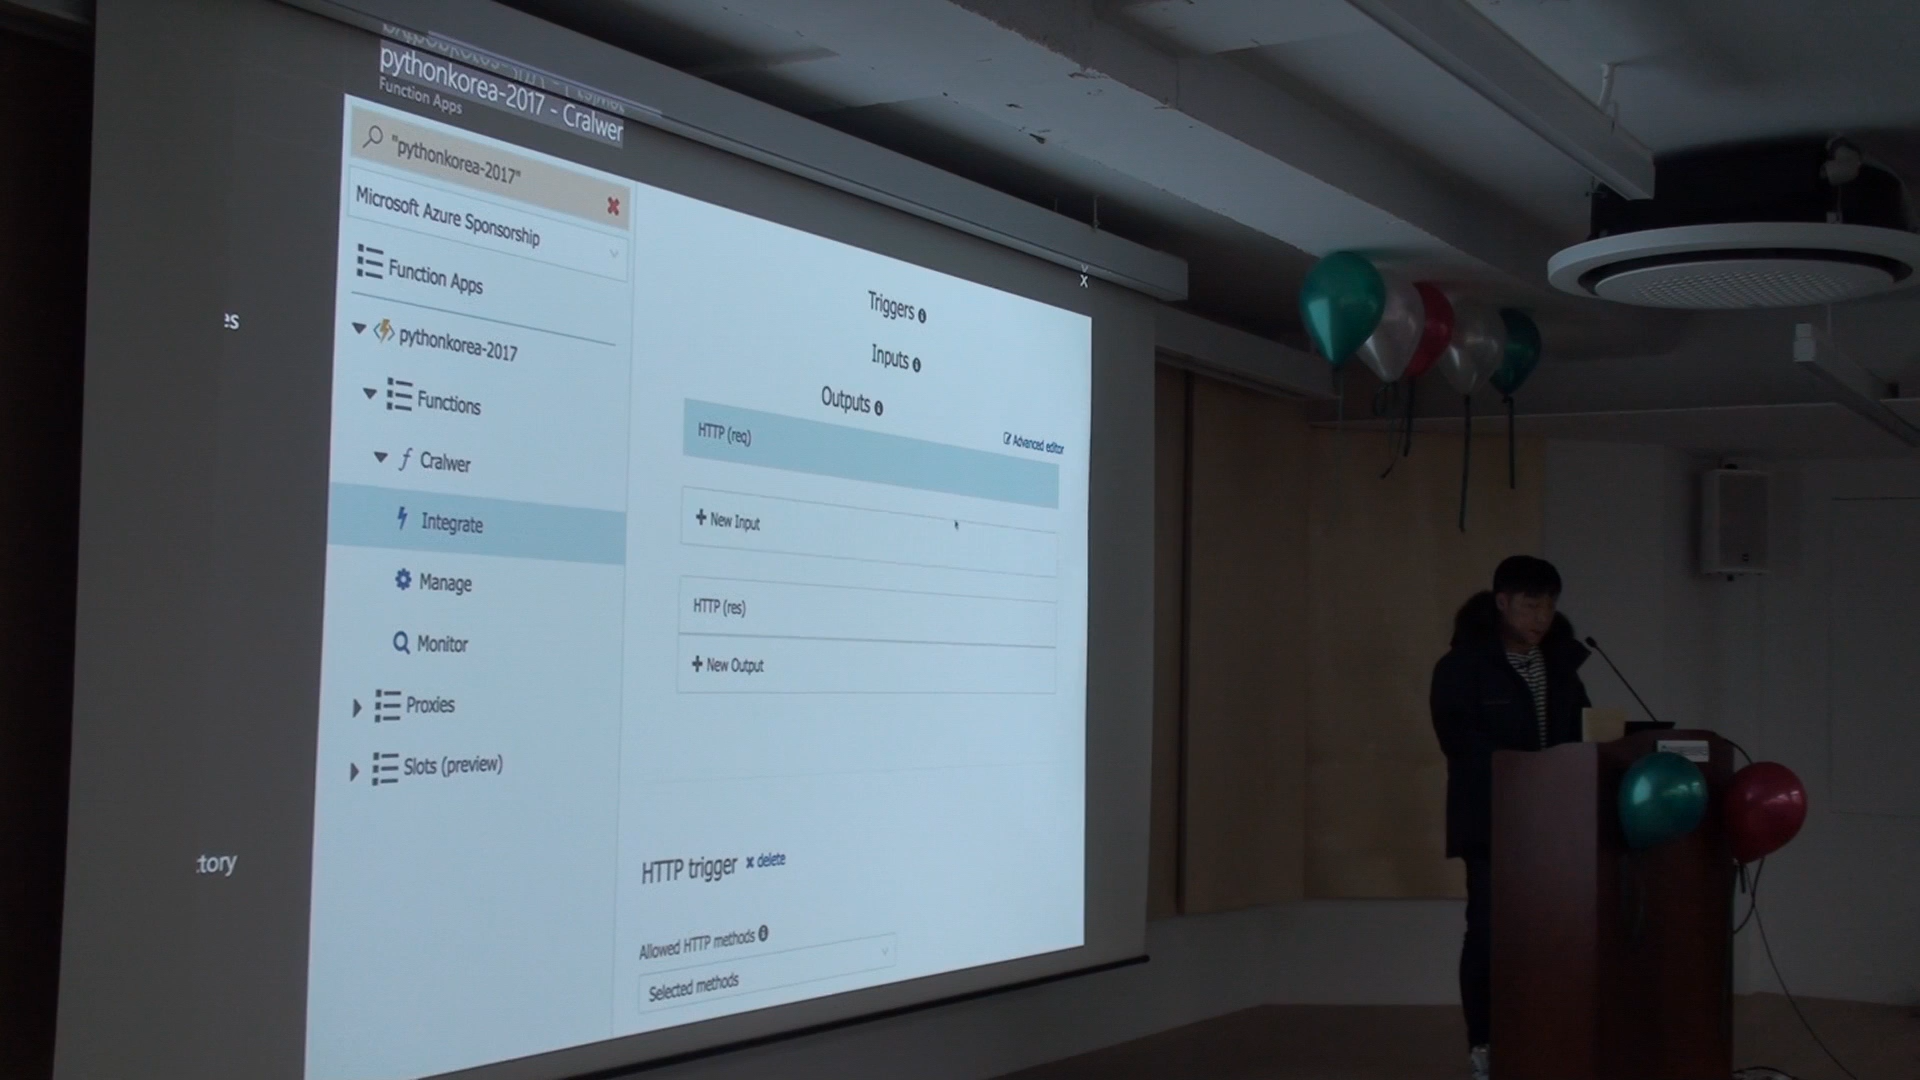 pythonkorea-2017 - Cralwer
Function Apps
"pythonkorea-2017"
Microsoft Azure Sponsorship
Function Apps
pythonkorea-2017
Functions
Cralwer
Integrate
Manage
Monitor
Proxies
Slots (preview)
es
tory
x
Triggers
Inputs
Outputs
HTTP (req)
Advanced editor
+ New Input
HTTP (res)
+ New Output
HTTP trigger x delete
Allowed HTTP methods
Selected methods